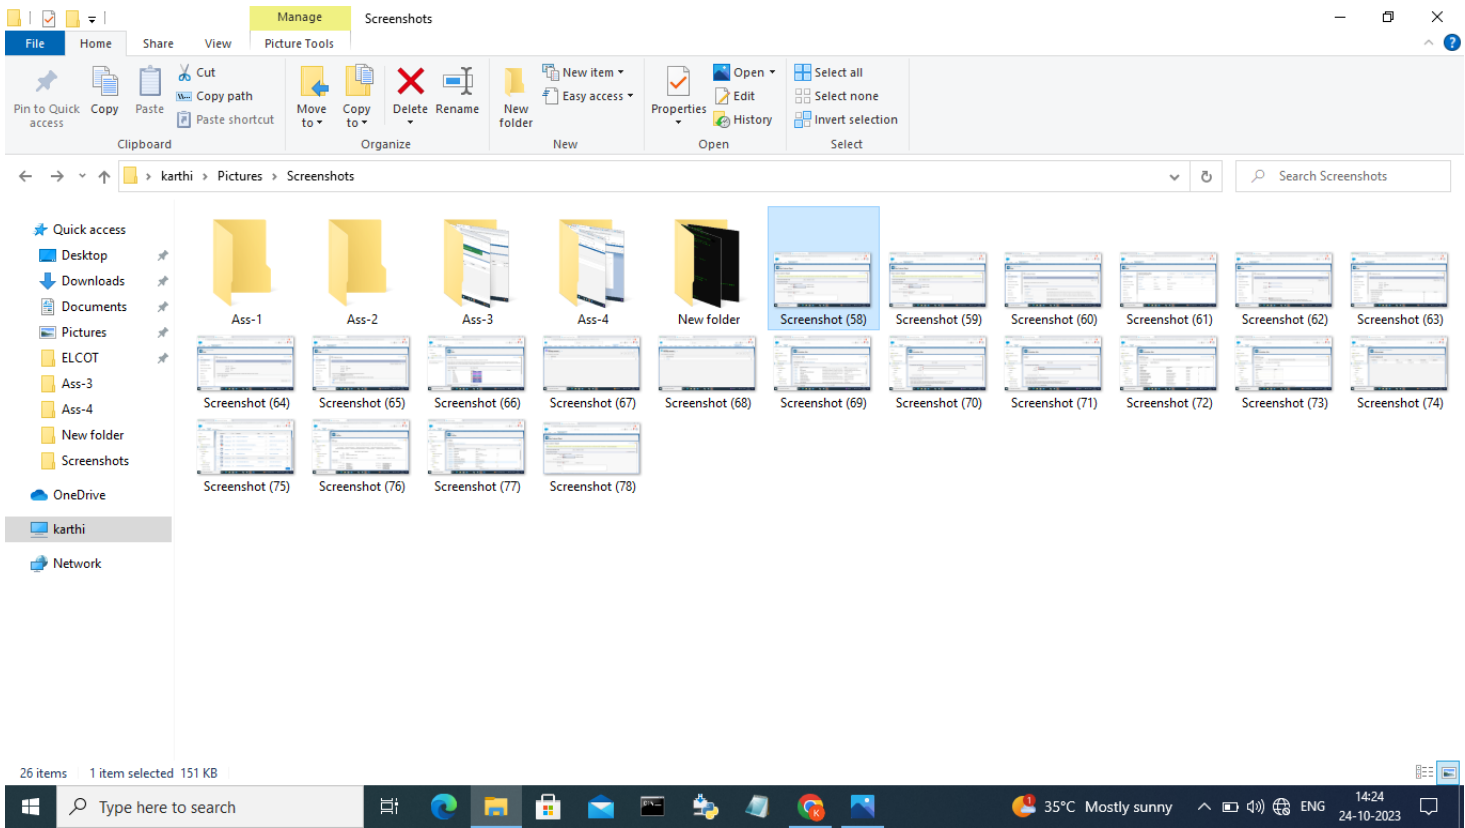 Manage
Screenshots
File
Home
Share
View
Picture Tools
Pin to Quick access
Copy
Paste
Cut
Copy path
Paste shortcut
Clipboard
Move to
Copy to
Delete
Rename
Organize
New folder
New item
Easy access
New
Properties
Open
Edit
History
Open
Select all
Select none
Invert selection
Select
karthi > Pictures > Screenshots
Search Screenshots
Quick access
Desktop
Downloads
Documents
Pictures
ELCOT
Ass-3
Ass-4
New folder
Screenshots
OneDrive
karthi
Network
Ass-1
Ass-2
Ass-3
Ass-4
New folder
Screenshot (58)
Screenshot (59)
Screenshot (60)
Screenshot (61)
Screenshot (62)
Screenshot (63)
Screenshot (64)
Screenshot (65)
Screenshot (66)
Screenshot (67)
Screenshot (68)
Screenshot (69)
Screenshot (70)
Screenshot (71)
Screenshot (72)
Screenshot (73)
Screenshot (74)
Screenshot (75)
Screenshot (76)
Screenshot (77)
Screenshot (78)
26 items
1 item selected 151 KB
Type here to search
K
1
35°C Mostly sunny
ENG
14:24
24-10-2023